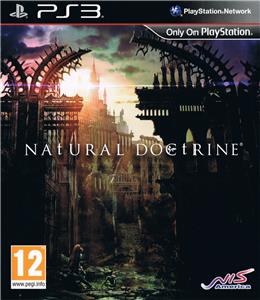 PS3
PlayStation®Network
Only On PlayStation®
NATURAL DOCTRINE®
12
www.pegi.info
NIS
America